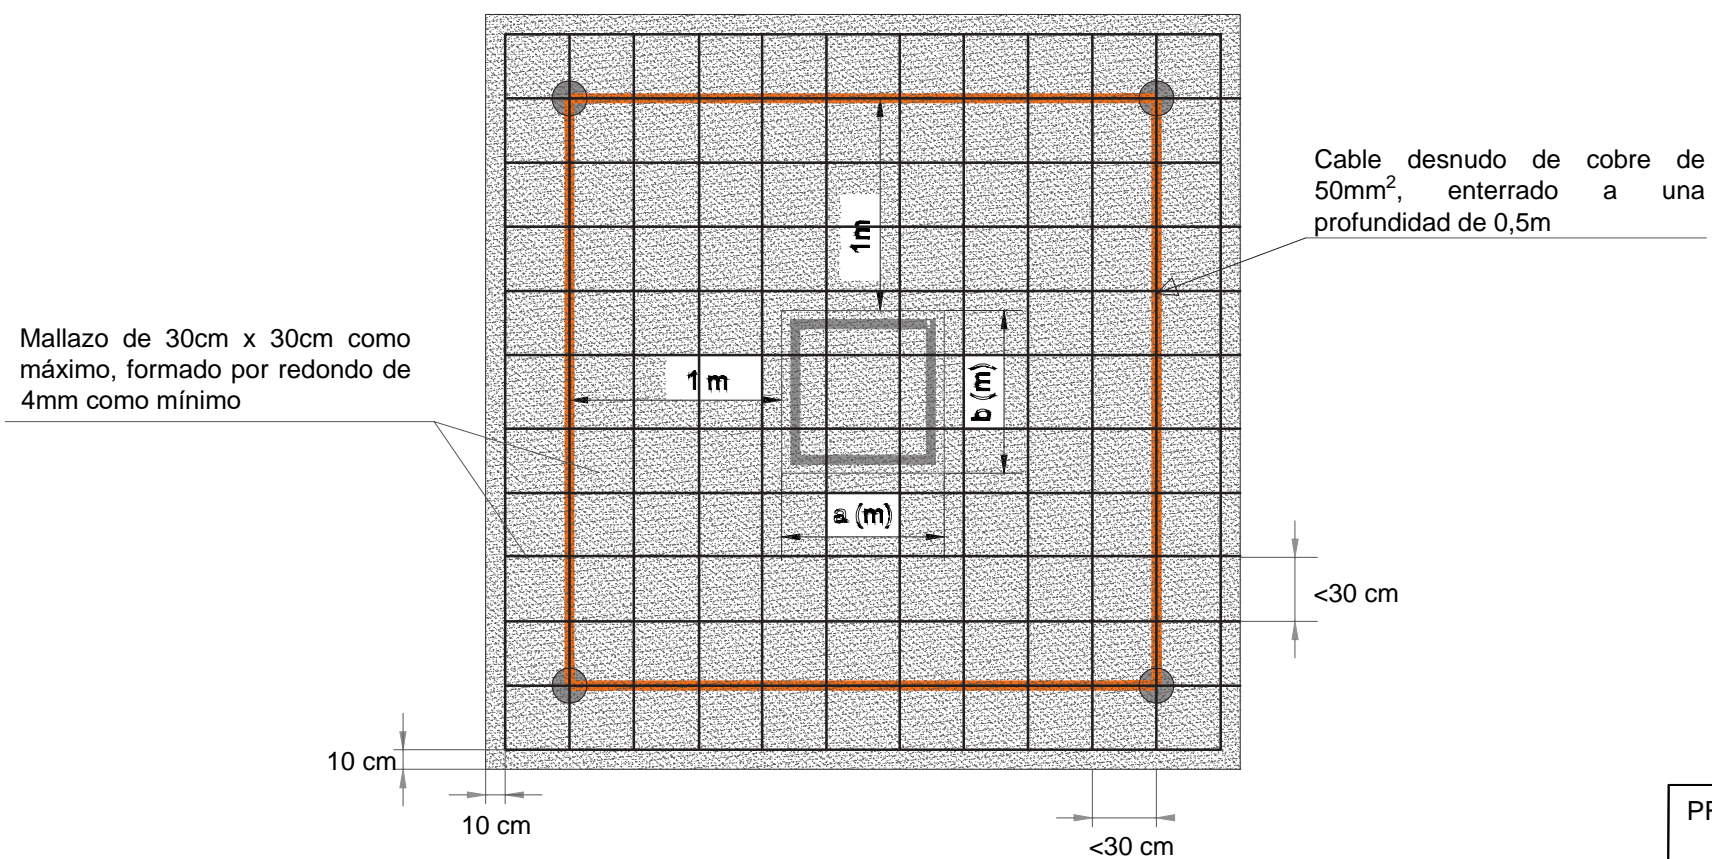 Cable desnudo de cobre de
50mm², enterrado a una
profundidad de 0,5m
1m
Mallazo de 30cm x 30cm como
máximo, formado por redondo de
4mm como mínimo
1 m
b (m)
a (m)
<30 cm
10 cm
10 cm
<30 cm